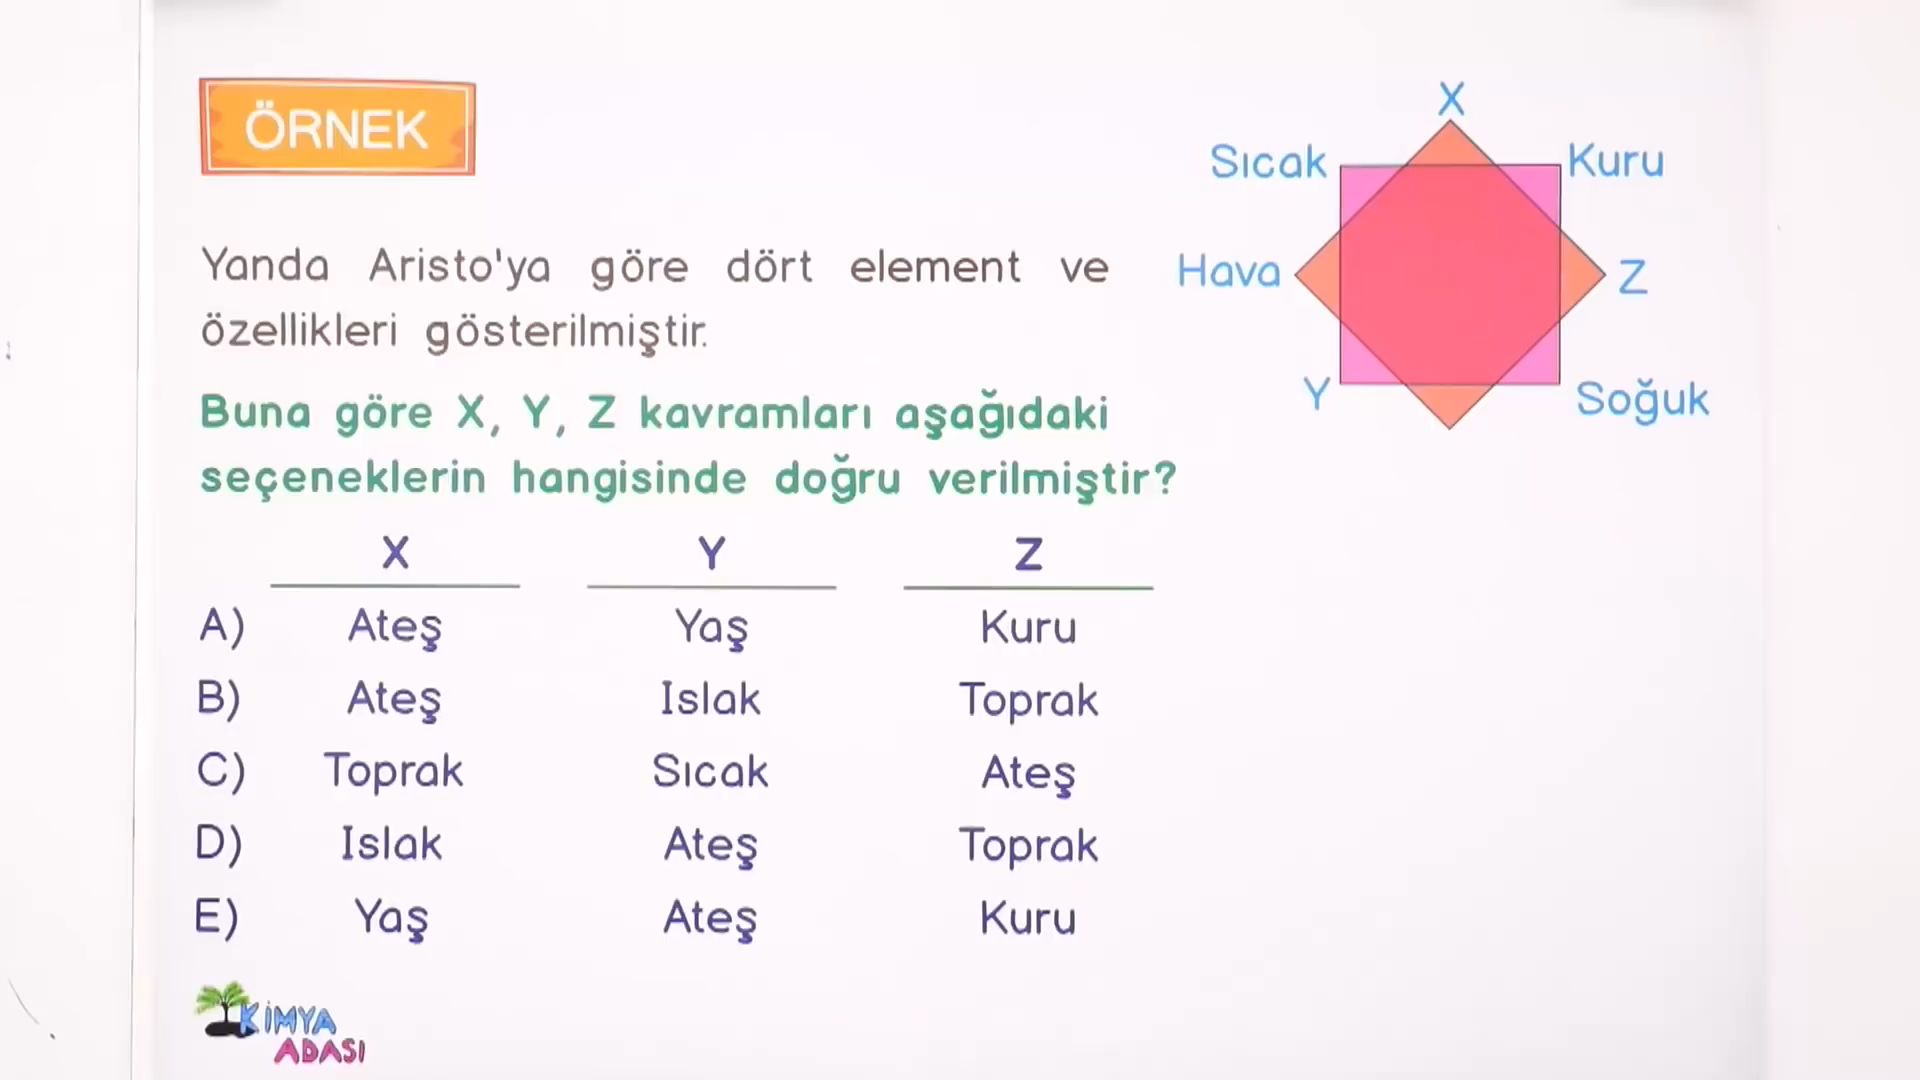 ÖRNEK
Yanda Aristo'ya göre dört element ve
özellikleri gösterilmiştir.
Buna göre X, Y, Z kavramları aşağıdaki
seçeneklerin hangisinde doğru verilmiştir?
X
Sıcak
Kuru
Hava
Z
Y
Soğuk
X Y Z
A) Ateş Yaş Kuru
B) Ateş Islak Toprak
C) Toprak Sıcak Ateş
D) Islak Ateş Toprak
E) Yaş Ateş Kuru
KİMYA
ADASI